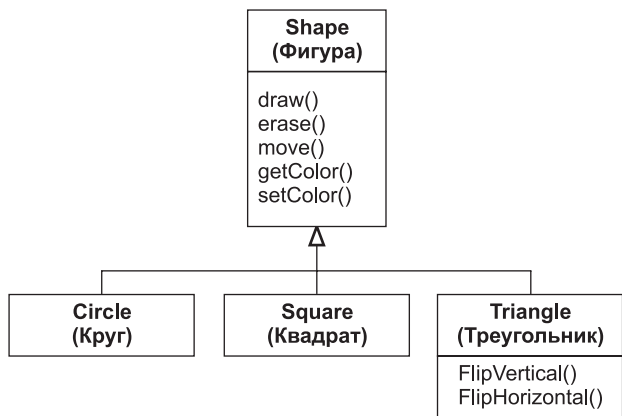 Shape
(Фигура)
draw()
erase()
move()
getColor()
setColor()
Circle
(Круг)
Square
(Квадрат)
Triangle
(Треугольник)
FlipVertical()
FlipHorizontal()